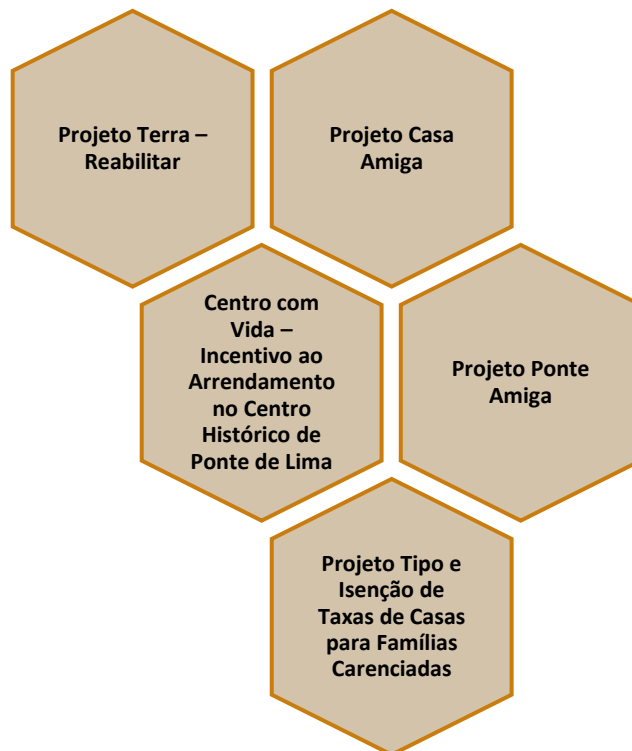 Projeto Terra –
Reabilitar
Projeto Casa
Amiga
Centro com
Vida –
Incentivo ao
Arrendamento
no Centro
Histórico de
Ponte de Lima
Projeto Ponte
Amiga
Projeto Tipo e
Isenção de
Taxas de Casas
para Famílias
Carenciadas